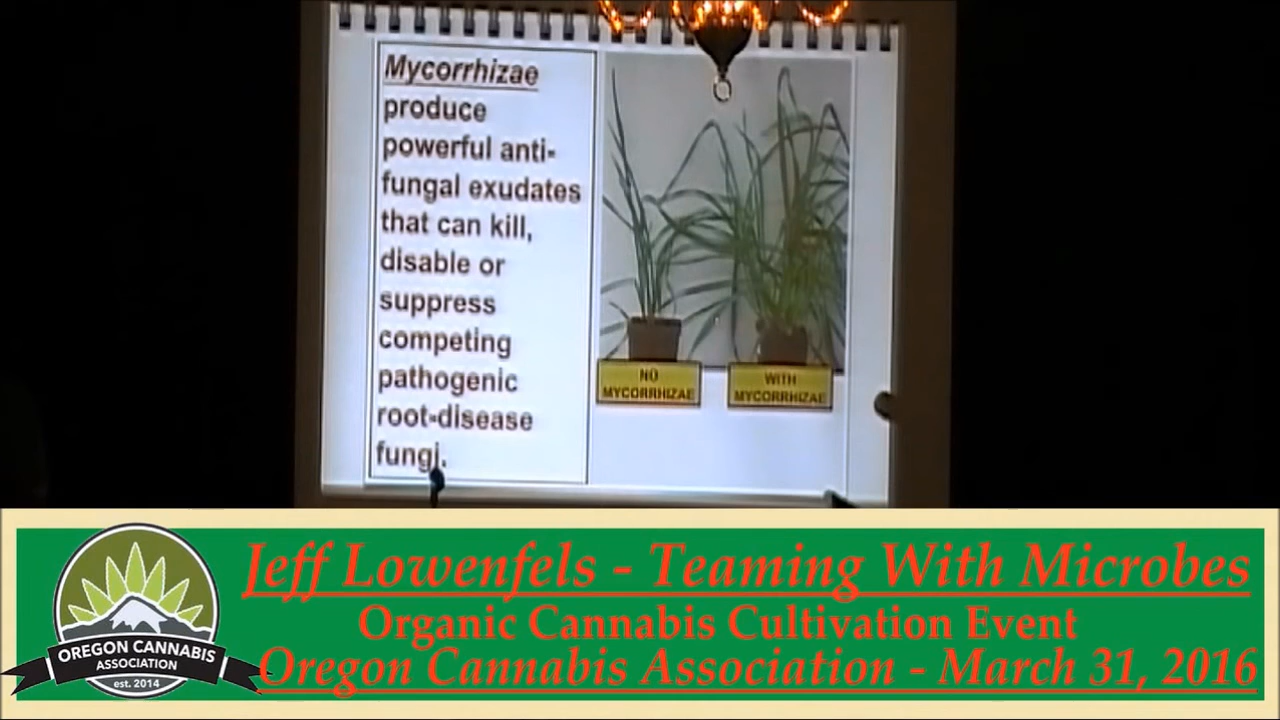 Mycorrhizae
produce
powerful anti-
fungal exudates
that can kill,
disable or
suppress
competing
pathogenic
root-disease
fungi.
NO
MYCORRHIZAE
WITH
MYCORRHIZAE
Jeff Lowenfels - Teaming With Microbes
Organic Cannabis Cultivation Event
Oregon Cannabis Association - March 31, 2016
OREGON CANNABIS
ASSOCIATION
est. 2014